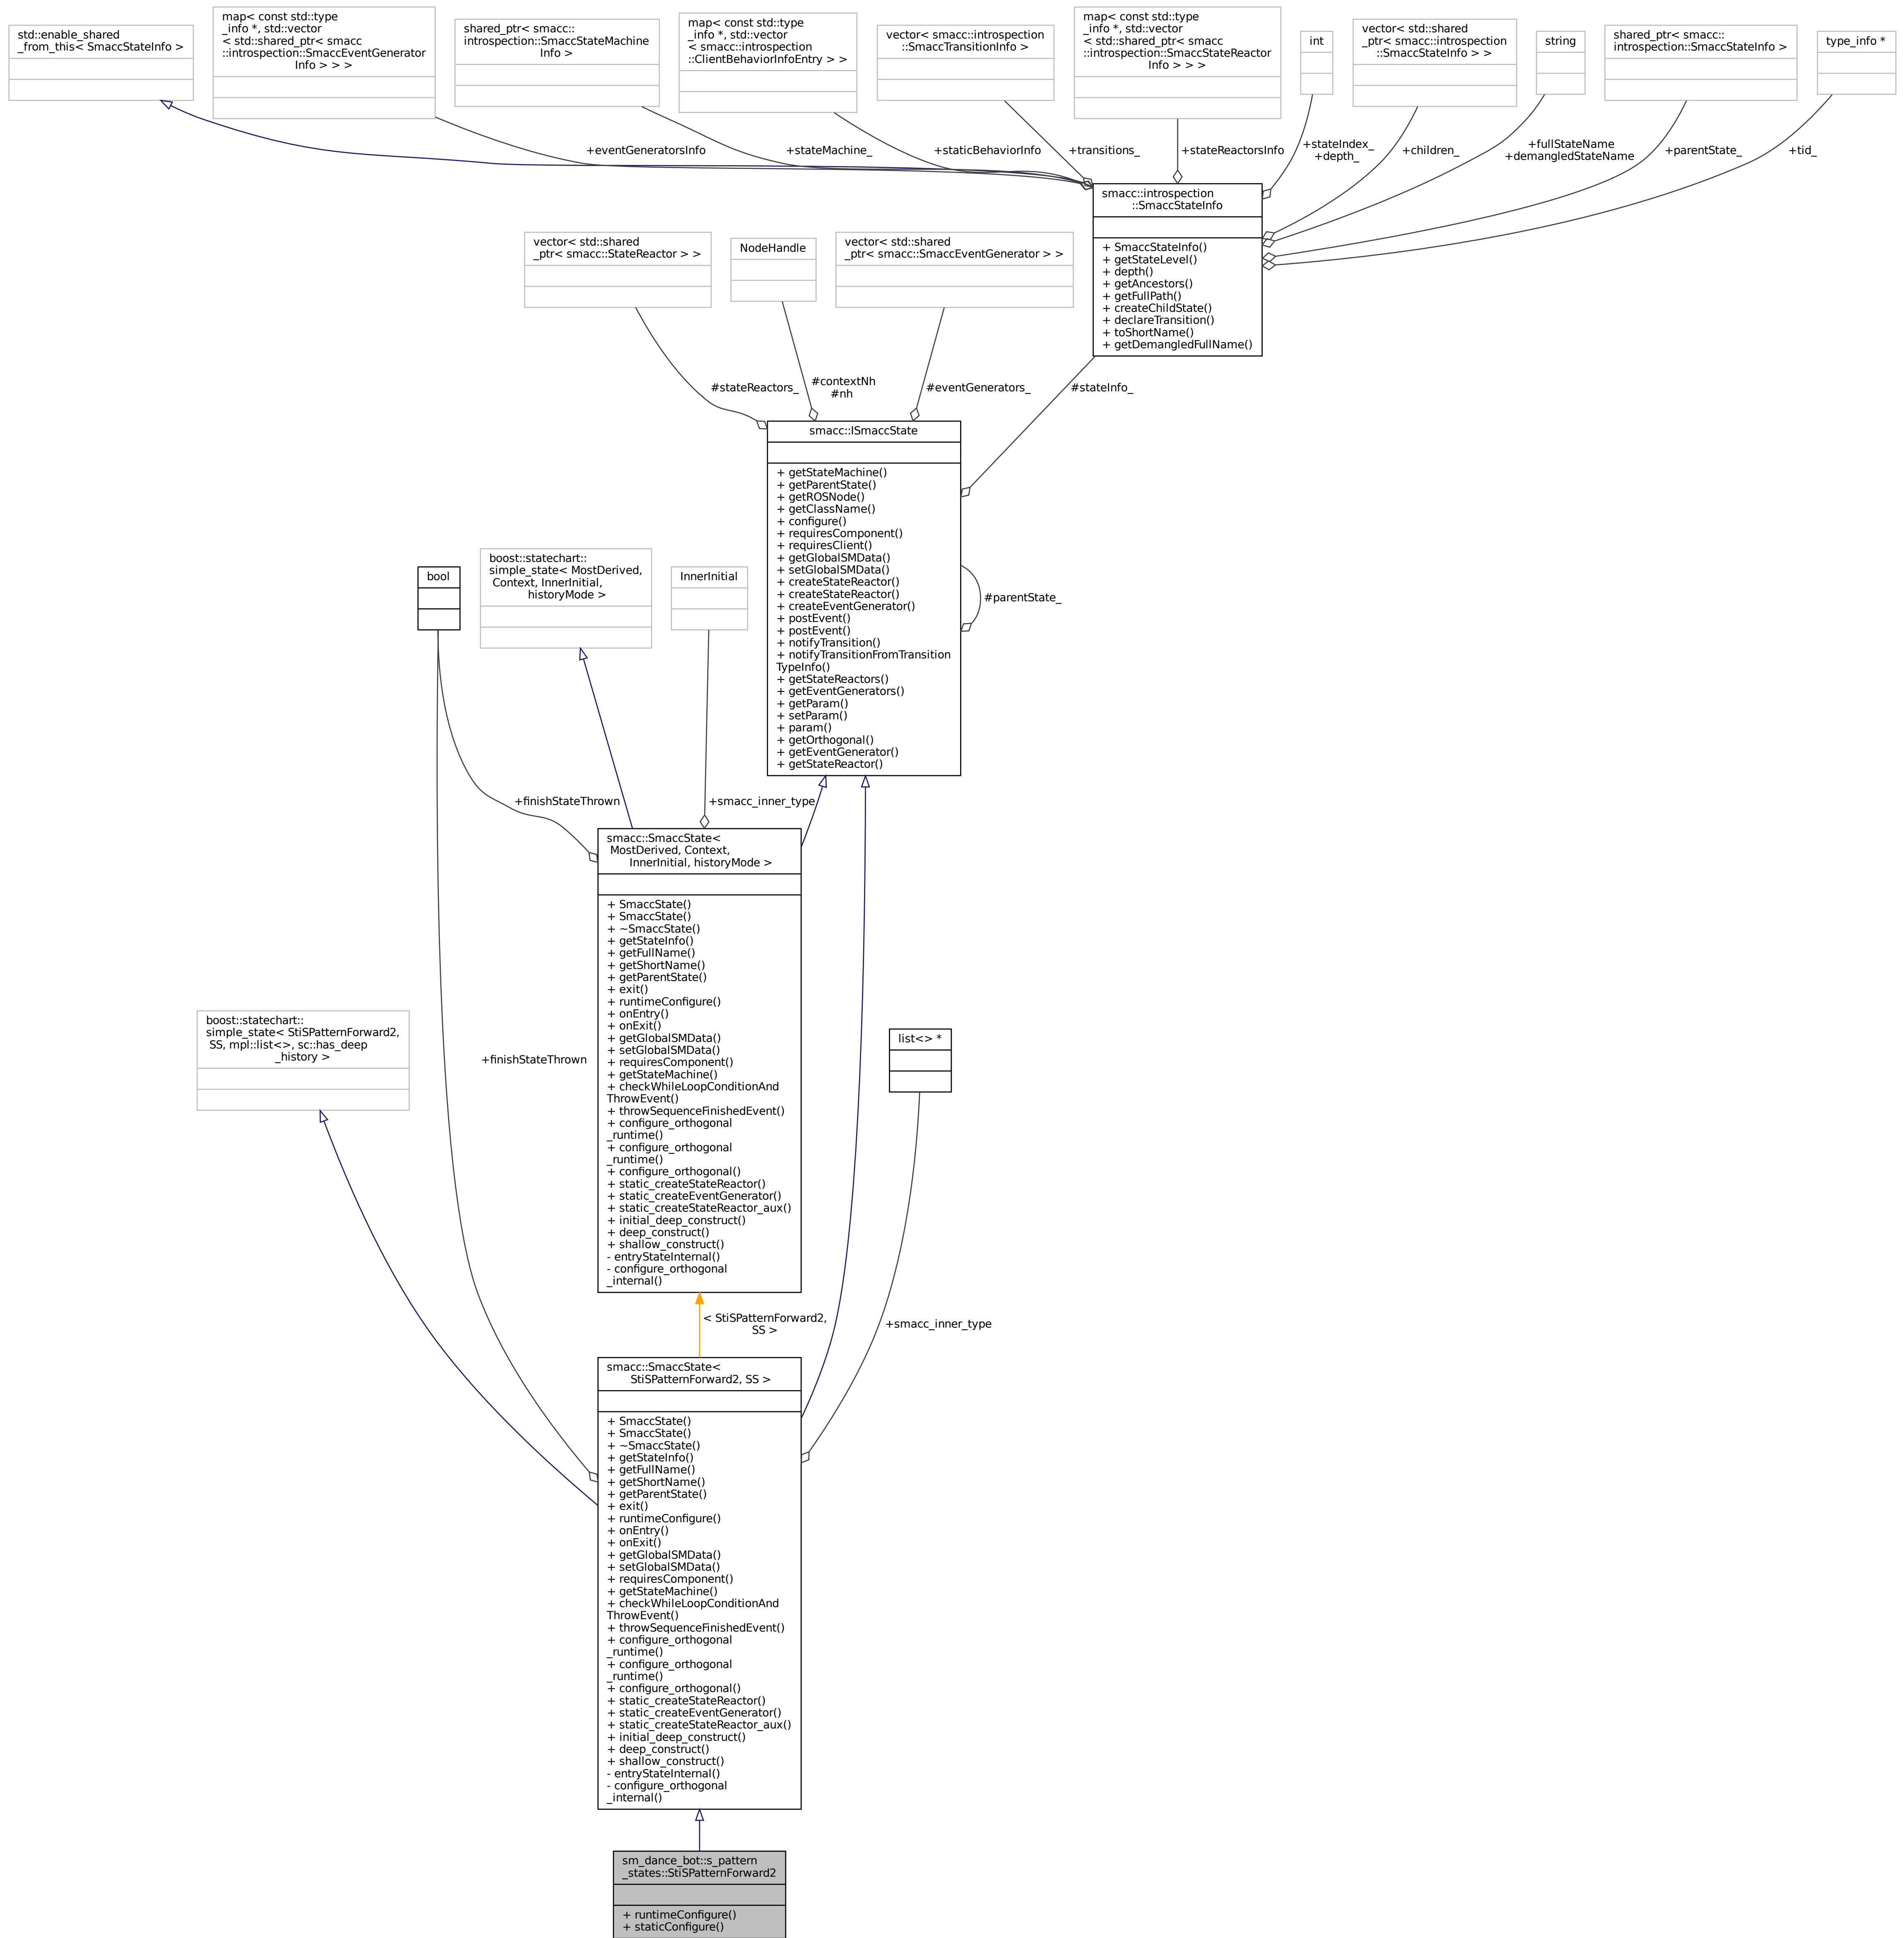 std::enable_shared
_from_this< SmaccStateInfo >
map< const std::type
_info *, std::vector
< std::shared_ptr< smacc
::introspection::SmaccEventGenerator
Info > > >
shared_ptr< smacc::
introspection::SmaccStateMachine
Info >
map< const std::type
_info *, std::vector
< smacc::introspection
::ClientBehaviorInfoEntry > >
vector< smacc::introspection
::SmaccTransitionInfo >
map< const std::type
_info *, std::vector
< std::shared_ptr< smacc
::introspection::SmaccStateReactor
Info > > >
int
vector< std::shared
_ptr< smacc::introspection
::SmaccStateInfo > >
string
shared_ptr< smacc::
introspection::SmaccStateInfo >
type_info *
+eventGeneratorsInfo
+stateMachine_
+staticBehaviorInfo
+transitions_
+stateReactorsInfo
+stateIndex_
+depth_
+children_
+fullStateName
+demangledStateName
+parentState_
+tid_
smacc::introspection
::SmaccStateInfo
+ SmaccStateInfo()
+ getStateLevel()
+ depth()
+ getAncestors()
+ getFullPath()
+ createChildState()
+ declareTransition()
+ toShortName()
+ getDemangledFullName()
vector< std::shared
_ptr< smacc::StateReactor > >
NodeHandle
vector< std::shared
_ptr< smacc::SmaccEventGenerator > >
#stateReactors_
#contextNh
#nh
#eventGenerators_
#stateInfo_
smacc::ISmaccState
+ getStateMachine()
+ getParentState()
+ getROSNode()
+ getClassName()
+ configure()
+ requiresComponent()
+ requiresClient()
+ getGlobalSMData()
+ setGlobalSMData()
+ createStateReactor()
+ createStateReactor()
+ createEventGenerator()
+ postEvent()
+ postEvent()
+ notifyTransition()
+ notifyTransitionFromTransition
TypeInfo()
+ getStateReactors()
+ getEventGenerators()
+ getParam()
+ setParam()
+ param()
+ getOrthogonal()
+ getEventGenerator()
+ getStateReactor()
#parentState_
bool
boost::statechart::
simple_state< MostDerived,
Context, InnerInitial,
historyMode >
InnerInitial
+finishStateThrown
+smacc_inner_type
smacc::SmaccState<
MostDerived, Context,
InnerInitial, historyMode >
+ SmaccState()
+ SmaccState()
+ ~SmaccState()
+ getStateInfo()
+ getFullName()
+ getShortName()
+ getParentState()
+ exit()
+ runtimeConfigure()
+ onEntry()
+ onExit()
+ getGlobalSMData()
+ setGlobalSMData()
+ requiresComponent()
+ getStateMachine()
+ checkWhileLoopConditionAnd
ThrowEvent()
+ throwSequenceFinishedEvent()
+ configure_orthogonal
_runtime()
+ configure_orthogonal
_runtime()
+ configure_orthogonal()
+ static_createStateReactor()
+ static_createEventGenerator()
+ static_createStateReactor_aux()
+ initial_deep_construct()
+ deep_construct()
+ shallow_construct()
- entryStateInternal()
- configure_orthogonal
_internal()
boost::statechart::
simple_state< StiSPatternForward2,
SS, mpl::list<>, sc::has_deep
_history >
+finishStateThrown
list<> *
< StiSPatternForward2,
SS >
+smacc_inner_type
smacc::SmaccState<
StiSPatternForward2, SS >
+ SmaccState()
+ SmaccState()
+ ~SmaccState()
+ getStateInfo()
+ getFullName()
+ getShortName()
+ getParentState()
+ exit()
+ runtimeConfigure()
+ onEntry()
+ onExit()
+ getGlobalSMData()
+ setGlobalSMData()
+ requiresComponent()
+ getStateMachine()
+ checkWhileLoopConditionAnd
ThrowEvent()
+ throwSequenceFinishedEvent()
+ configure_orthogonal
_runtime()
+ configure_orthogonal
_runtime()
+ configure_orthogonal()
+ static_createStateReactor()
+ static_createEventGenerator()
+ static_createStateReactor_aux()
+ initial_deep_construct()
+ deep_construct()
+ shallow_construct()
- entryStateInternal()
- configure_orthogonal
_internal()
sm_dance_bot::s_pattern
_states::StiSPatternForward2
+ runtimeConfigure()
+ staticConfigure()